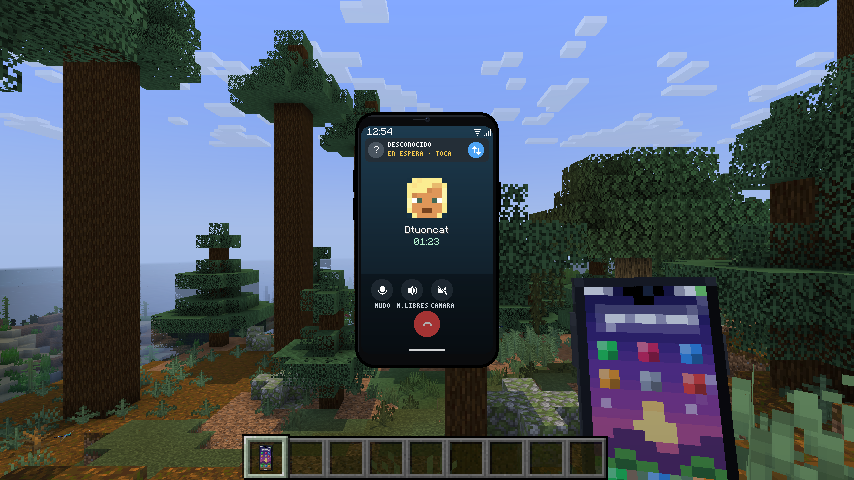 12:54
DESCONOCIDO
?
EN ESPERA · TOCA
Dtuoncat
01:23
MUDO M.LIBRES CAMARA